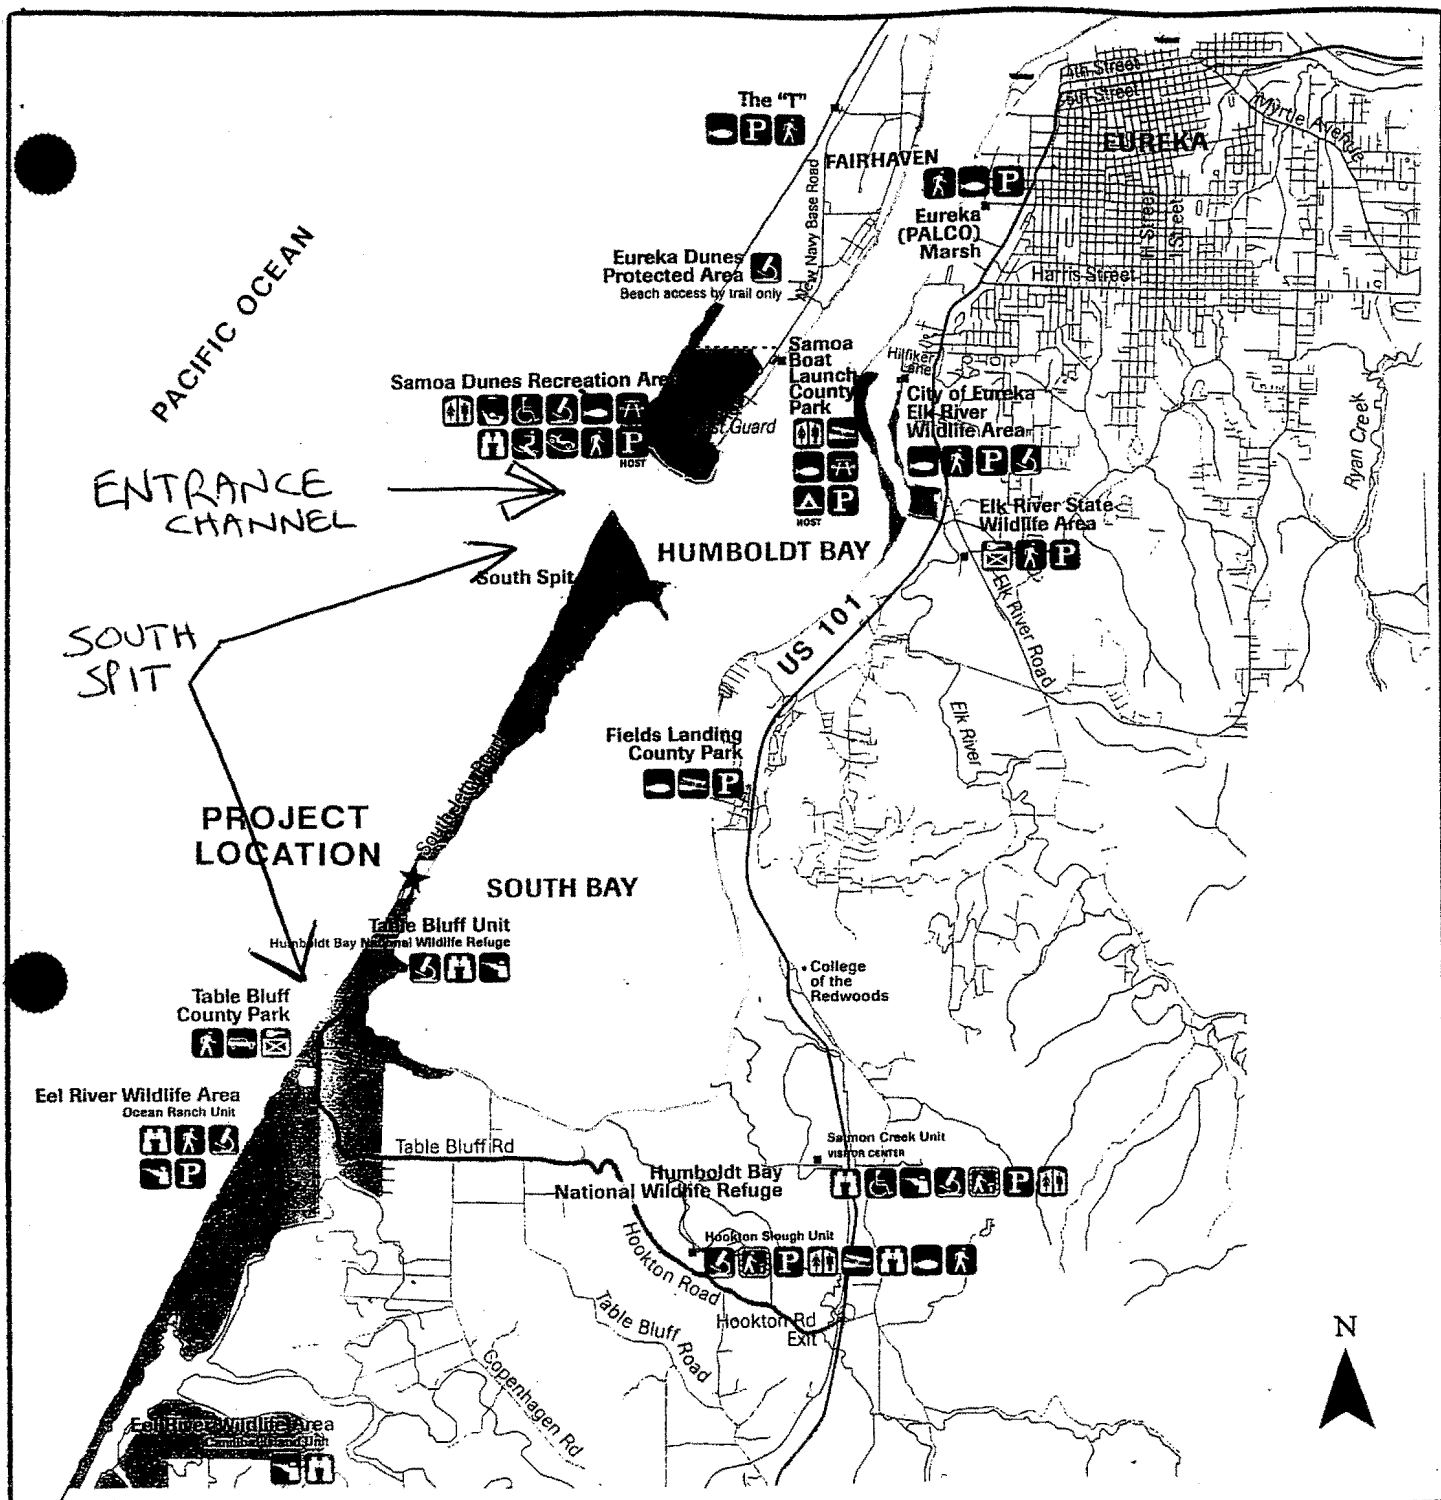 The "T"
P
FAIRHAVEN
P
4th Street
5th Street
Myrtle Avenue
EUREKA
H Street
I Street
Harris Street
Eureka
(PALCO)
Marsh
New Navy Base Road
PACIFIC OCEAN
Eureka Dunes
Protected Area
Beach access by trail only
Samoa Dunes Recreation Area
P
HOST
Samoa
Boat
Launch
County
Park
P
HOST
Hilfiker
Lane
City of Eureka
Elk River
Wildlife Area
P
Ryan Creek
ENTRANCE
CHANNEL
Elk River State
Wildlife Area
P
HUMBOLDT BAY
South Spit
SOUTH
SPIT
US 101
Elk River Road
Elk River
Fields Landing
County Park
P
South Jetty Road
PROJECT
LOCATION
SOUTH BAY
Table Bluff Unit
Humboldt Bay National Wildlife Refuge
College
of the
Redwoods
Table Bluff
County Park
Eel River Wildlife Area
Ocean Ranch Unit
P
Table Bluff Rd
Salmon Creek Unit
VISITOR CENTER
Humboldt Bay
National Wildlife Refuge
P
Hookton Slough Unit
P
Hookton Road
Hookton Rd
Exit
Table Bluff Road
Copenhagen Rd
N
Eel River Wildlife Area